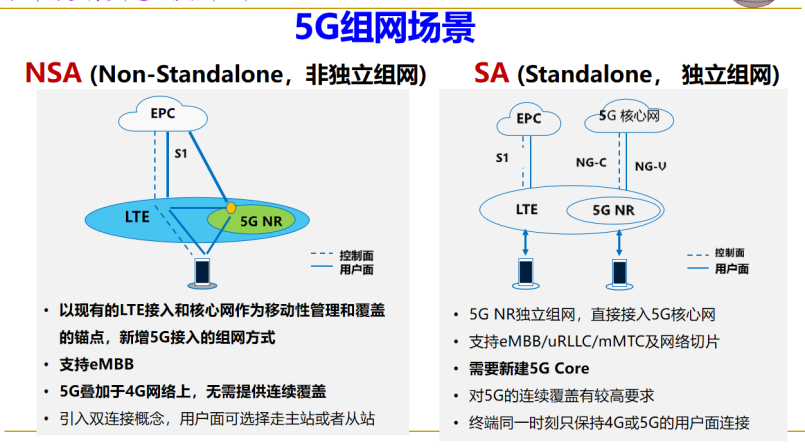 5G组网场景
NSA (Non-Standalone，非独立组网)
EPC
S1
LTE
5G NR
控制面
用户面
• 以现有的LTE接入和核心网作为移动性管理和覆盖
的锚点，新增5G接入的组网方式
• 支持eMBB
• 5G叠加于4G网络上，无需提供连续覆盖
• 引入双连接概念，用户面可选择走主站或者从站
SA (Standalone， 独立组网)
EPC
5G 核心网
S1
NG-C
NG-U
LTE
5G NR
控制面
用户面
• 5G NR独立组网，直接接入5G核心网
• 支持eMBB/uRLLC/mMTC及网络切片
• 需要新建5G Core
• 对5G的连续覆盖有较高要求
• 终端同一时刻只保持4G或5G的用户面连接